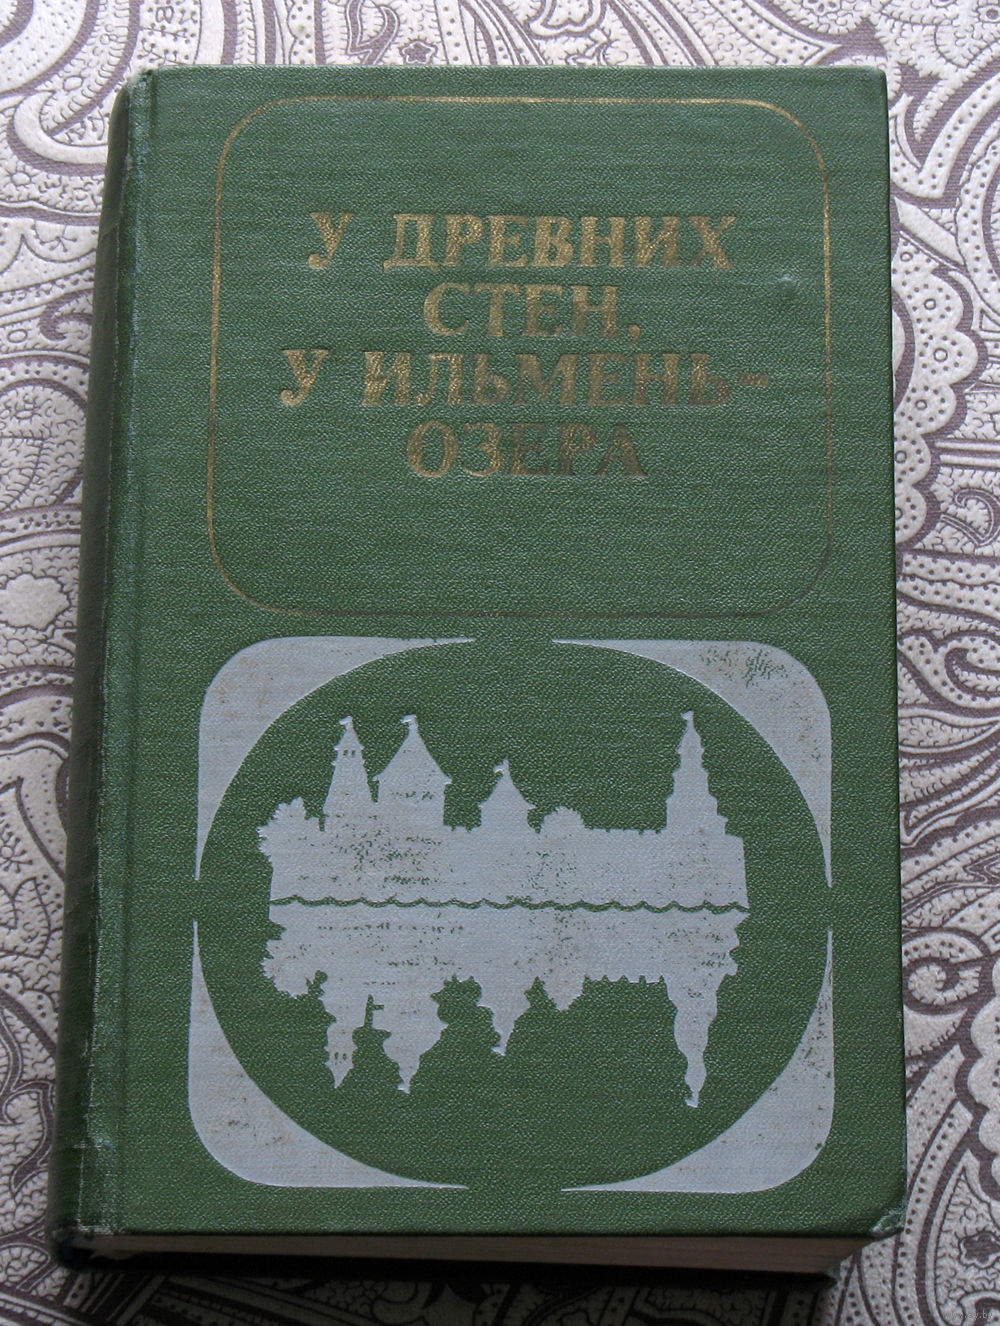 У ДРЕВНИХ
СТЕН,
У ИЛЬМЕНЬ-
ОЗЕРА